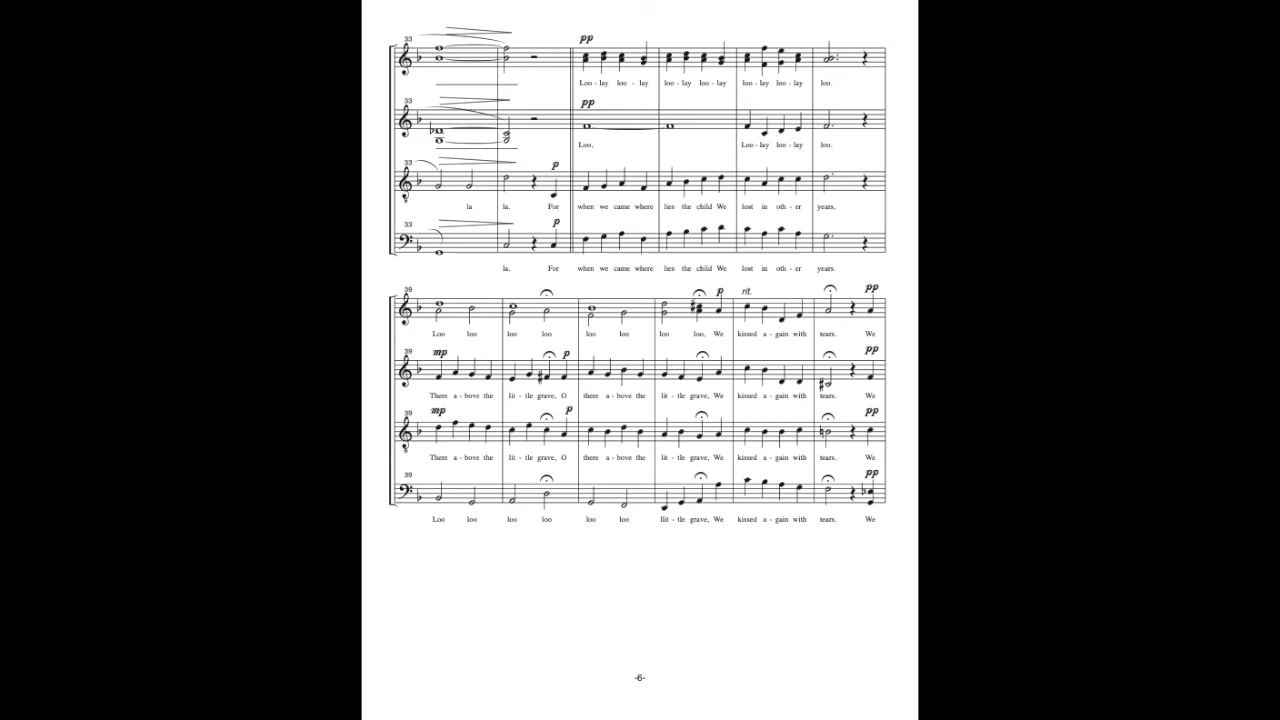 33
pp
Loo - lay loo - lay loo - lay loo - lay loo - lay loo - lay loo.
33
pp
Loo, Loo - lay loo - lay loo.
33
p
la la. For when we came where lies the child We lost in oth - er years,
33
p
la. For when we came where lies the child We lost in oth - er years.
39
p rit. pp
Loo loo loo loo loo loo loo loo, We kissed a - gain with tears. We
39
mp p pp
There a - bove the lit - tle grave, O there a - bove the lit - tle grave, We kissed a - gain with tears. We
39
mp p pp
There a - bove the lit - tle grave, O there a - bove the lit - tle grave, We kissed a - gain with tears. We
39
pp
Loo loo loo loo loo loo llit - tle grave, We kissed a - gain with tears. We
-6-